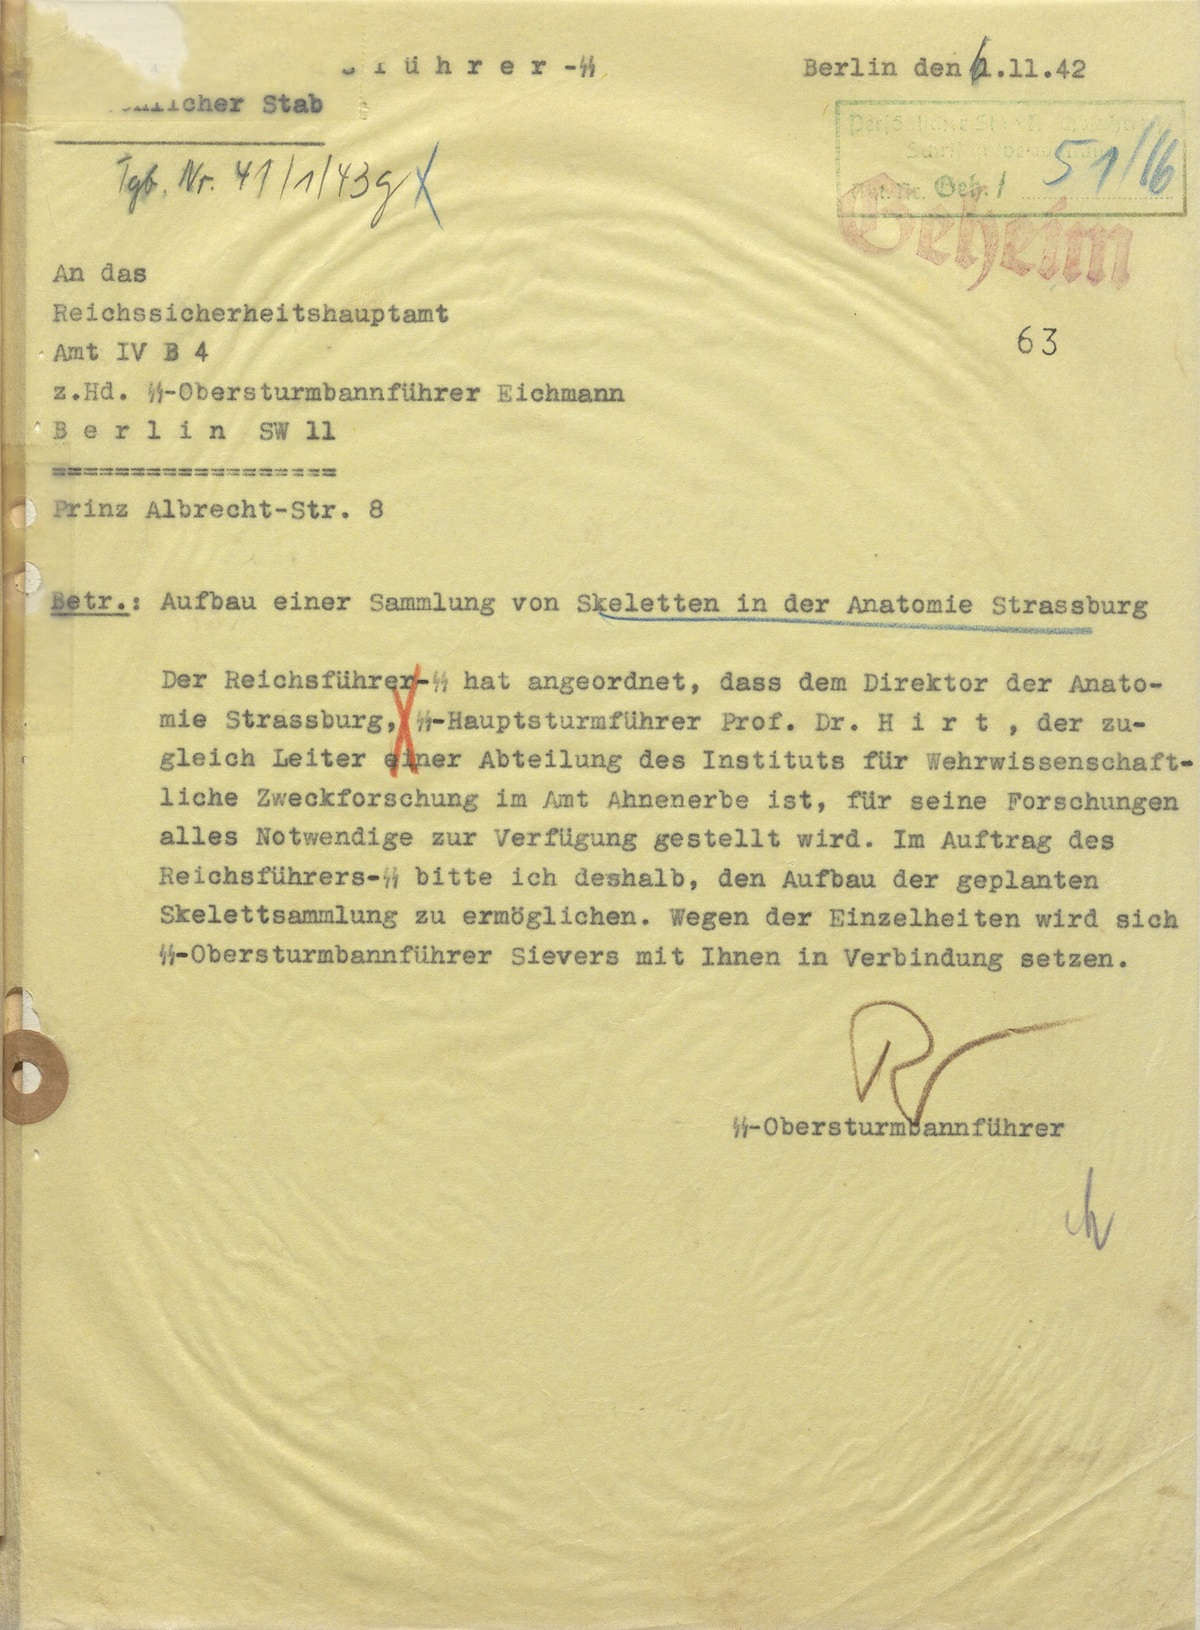 führer-SS
licher Stab
Berlin den 6.11.42
Tgb. Nr. 41/1/43g
Geh. / 51/16
Geheim
63
An das
Reichssicherheitshauptamt
Amt IV B 4
z.Hd. SS-Obersturmbannführer Eichmann
B e r l i n SW 11
==================
Prinz Albrecht-Str. 8
Betr.: Aufbau einer Sammlung von Skeletten in der Anatomie Strassburg
Der Reichsführer-SS hat angeordnet, dass dem Direktor der Anato-
mie Strassburg, SS-Hauptsturmführer Prof. Dr. H i r t , der zu-
gleich Leiter einer Abteilung des Instituts für Wehrwissenschaft-
liche Zweckforschung im Amt Ahnenerbe ist, für seine Forschungen
alles Notwendige zur Verfügung gestellt wird. Im Auftrag des
Reichsführers-SS bitte ich deshalb, den Aufbau der geplanten
Skelettsammlung zu ermöglichen. Wegen der Einzelheiten wird sich
SS-Obersturmbannführer Sievers mit Ihnen in Verbindung setzen.
SS-Obersturmbannführer